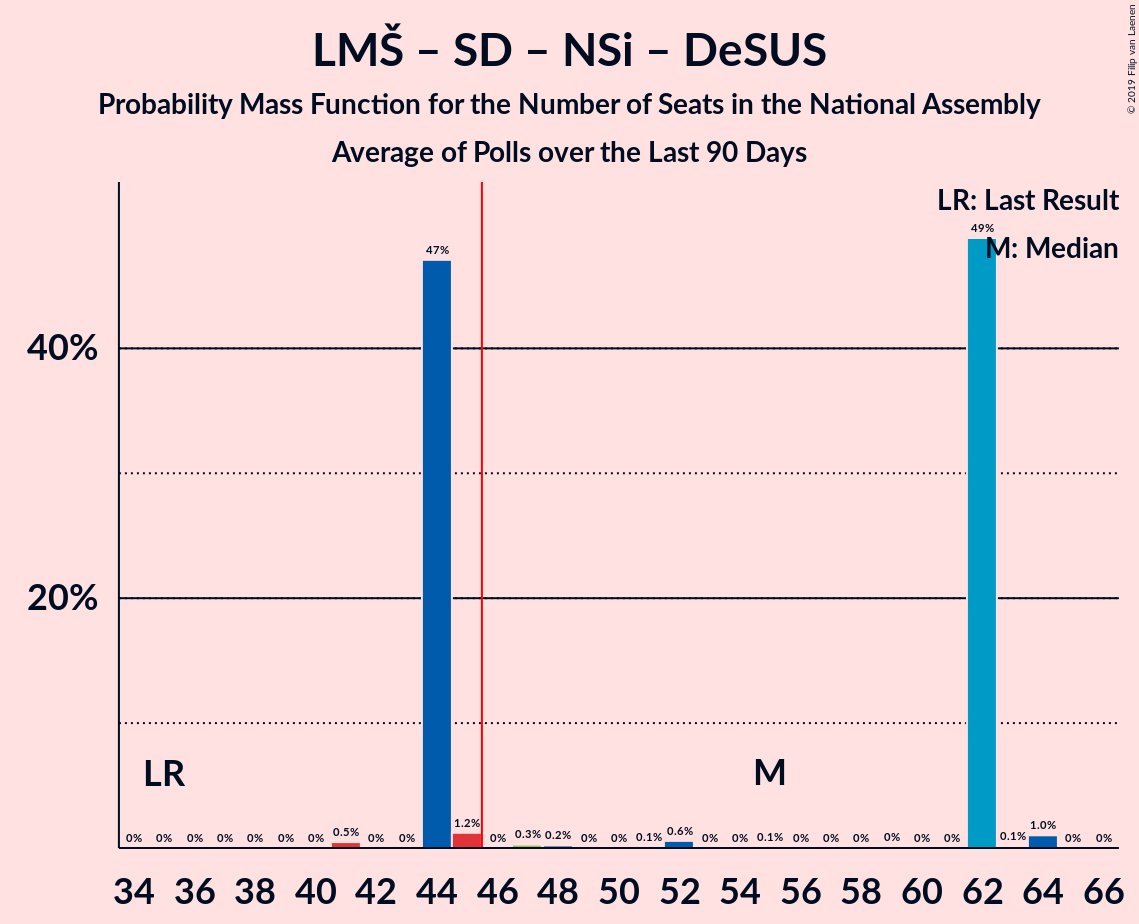 LMŠ – SD – NSi – DeSUS
Probability Mass Function for the Number of Seats in the National Assembly
Average of Polls over the Last 90 Days
© 2019 Filip van Laenen
LR: Last Result
M: Median
40%
20%
LR
M
0% 0% 0% 0% 0% 0% 0% 0.5% 0% 0% 47% 1.2% 0% 0.3% 0.2% 0% 0% 0.1% 0.6% 0% 0% 0.1% 0% 0% 0% 0% 0% 0% 49% 0.1% 1.0% 0% 0%
34 36 38 40 42 44 46 48 50 52 54 56 58 60 62 64 66